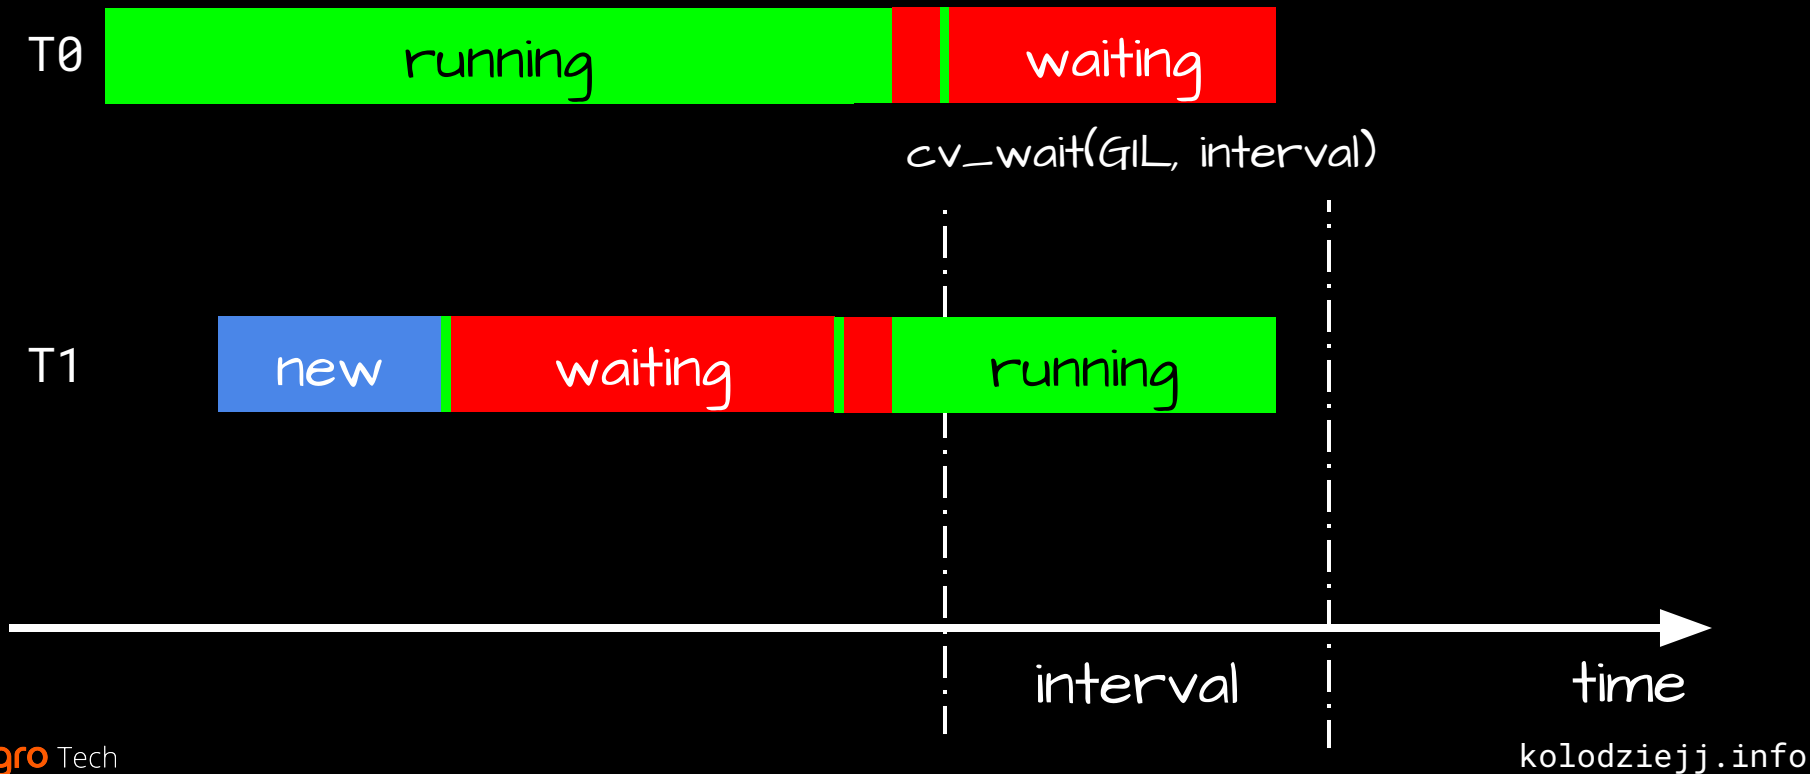 T0 running waiting
cv_wait(GIL, interval)
T1 new waiting running
interval time
gro Tech
kolodziejj.info